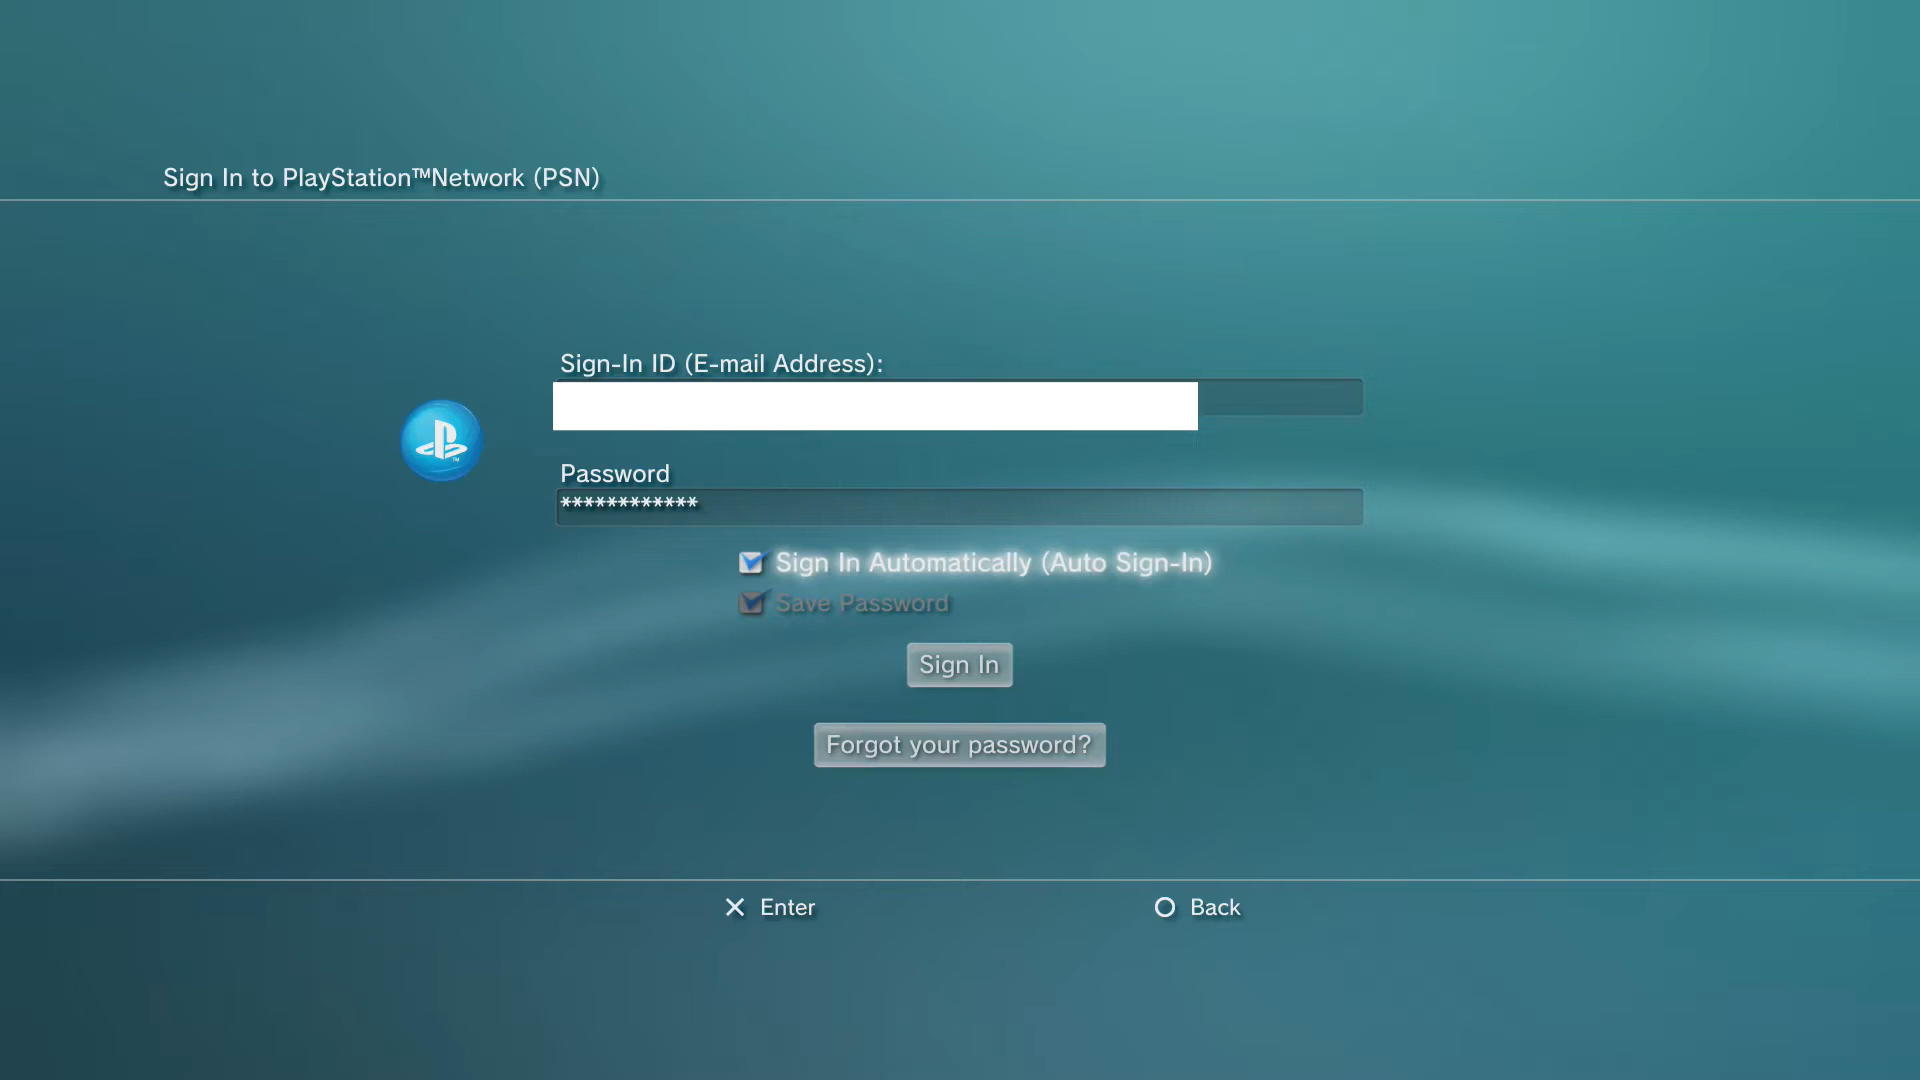 Sign In to PlayStation™Network (PSN)
Sign-In ID (E-mail Address):
Password
************
Sign In Automatically (Auto Sign-In)
Save Password
Sign In
Forgot your password?
Enter
Back